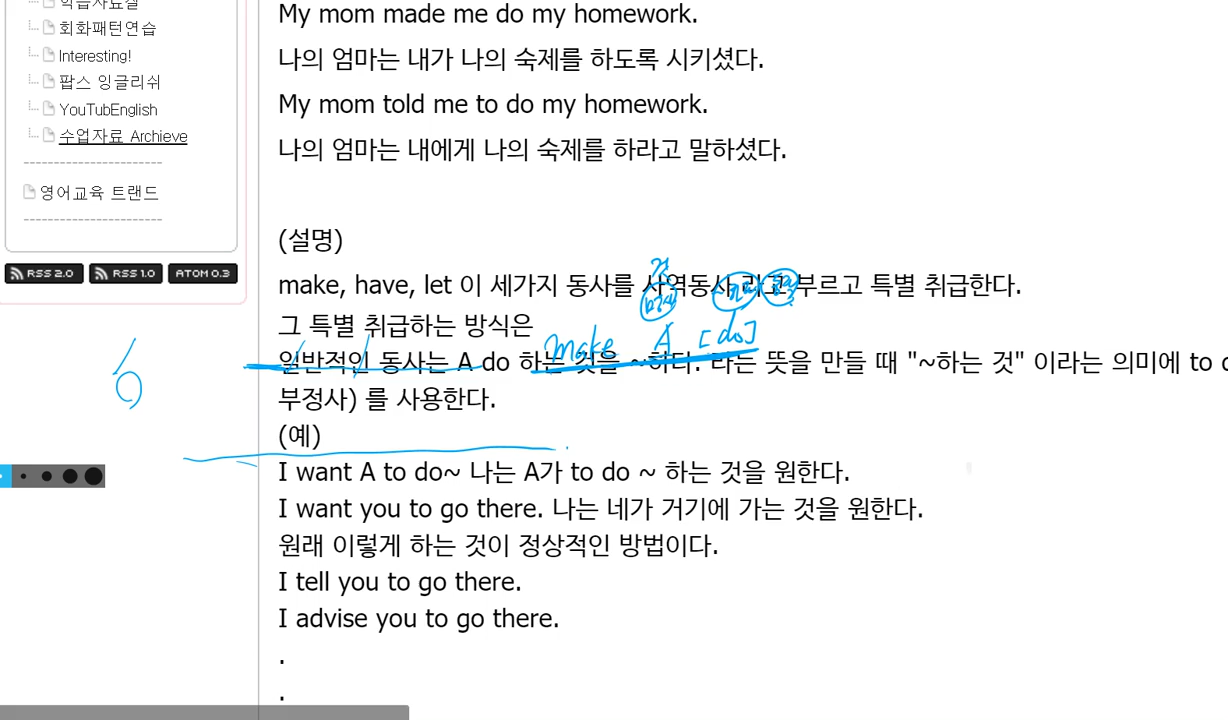 학습자료실
회화패턴연습
Interesting!
팝스 잉글리쉬
YouTubEnglish
수업자료 Archieve
영어교육 트랜드
RSS 2.0 RSS 1.0 ATOM 0.3
My mom made me do my homework.
나의 엄마는 내가 나의 숙제를 하도록 시키셨다.
My mom told me to do my homework.
나의 엄마는 내에게 나의 숙제를 하라고 말하셨다.
(설명)
make, have, let 이 세가지 동사를 사역동사 라고 부르고 특별 취급한다.
그 특별 취급하는 방식은
make A [do]
일반적인 동사는 A do 하는 것을 ~하다. 라는 뜻을 만들 때 "~하는 것" 이라는 의미에 to
부정사) 를 사용한다.
(예)
I want A to do~ 나는 A가 to do ~ 하는 것을 원한다.
I want you to go there. 나는 네가 거기에 가는 것을 원한다.
원래 이렇게 하는 것이 정상적인 방법이다.
I tell you to go there.
I advise you to go there.
.
.